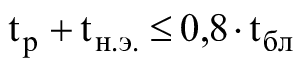 tр + tн.э. ≤ 0,8 · tбл